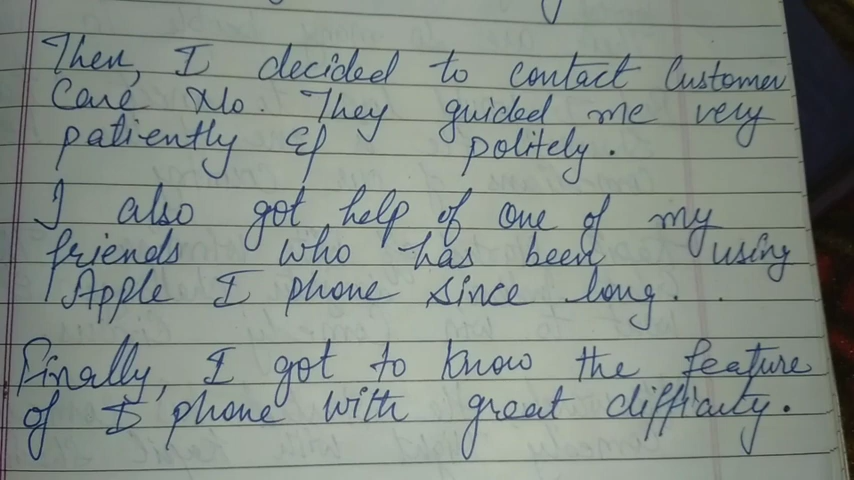 Then, I decided to contact Customer
Care No. They guided me very
patiently & politely.
I also got help of one of my
friends who has been using
Apple I phone since long.
Finally, I got to know the feature
of I phone with great difficulty.